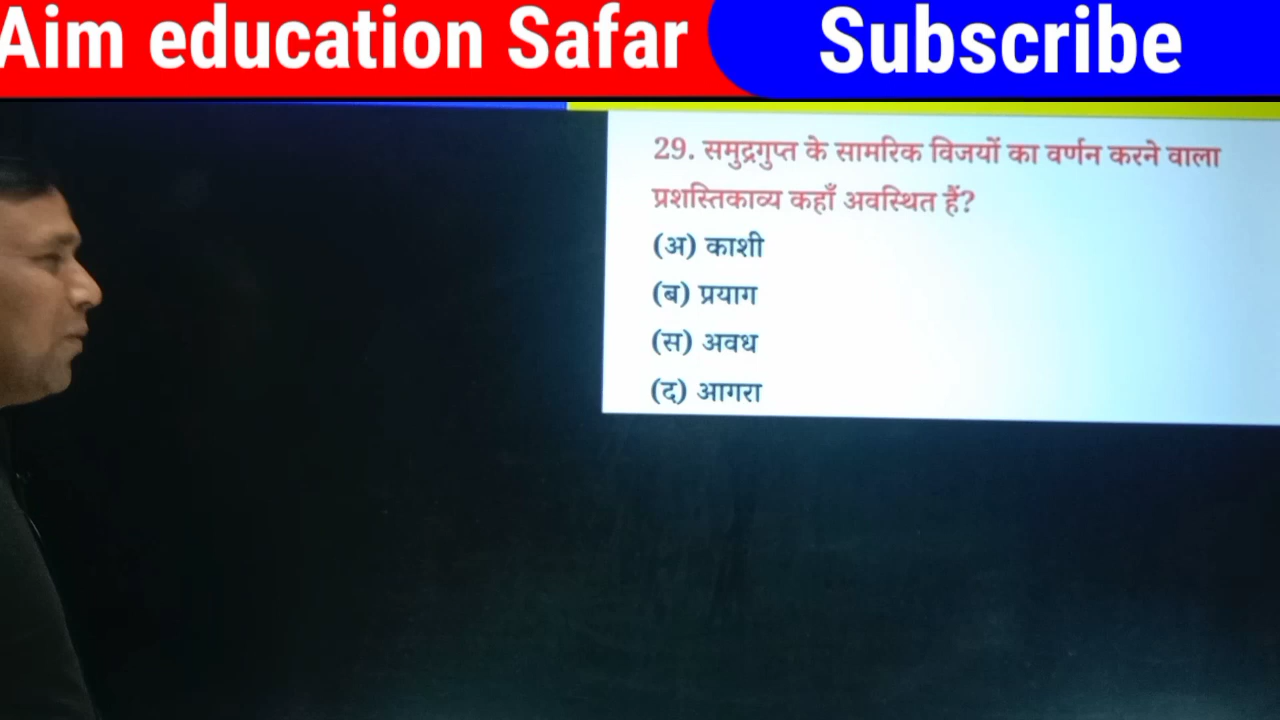 Aim education Safar
Subscribe
29. समुद्रगुप्त के सामरिक विजयों का वर्णन करने वाला
प्रशस्तिकाव्य कहाँ अवस्थित हैं?
(अ) काशी
(ब) प्रयाग
(स) अवध
(द) आगरा